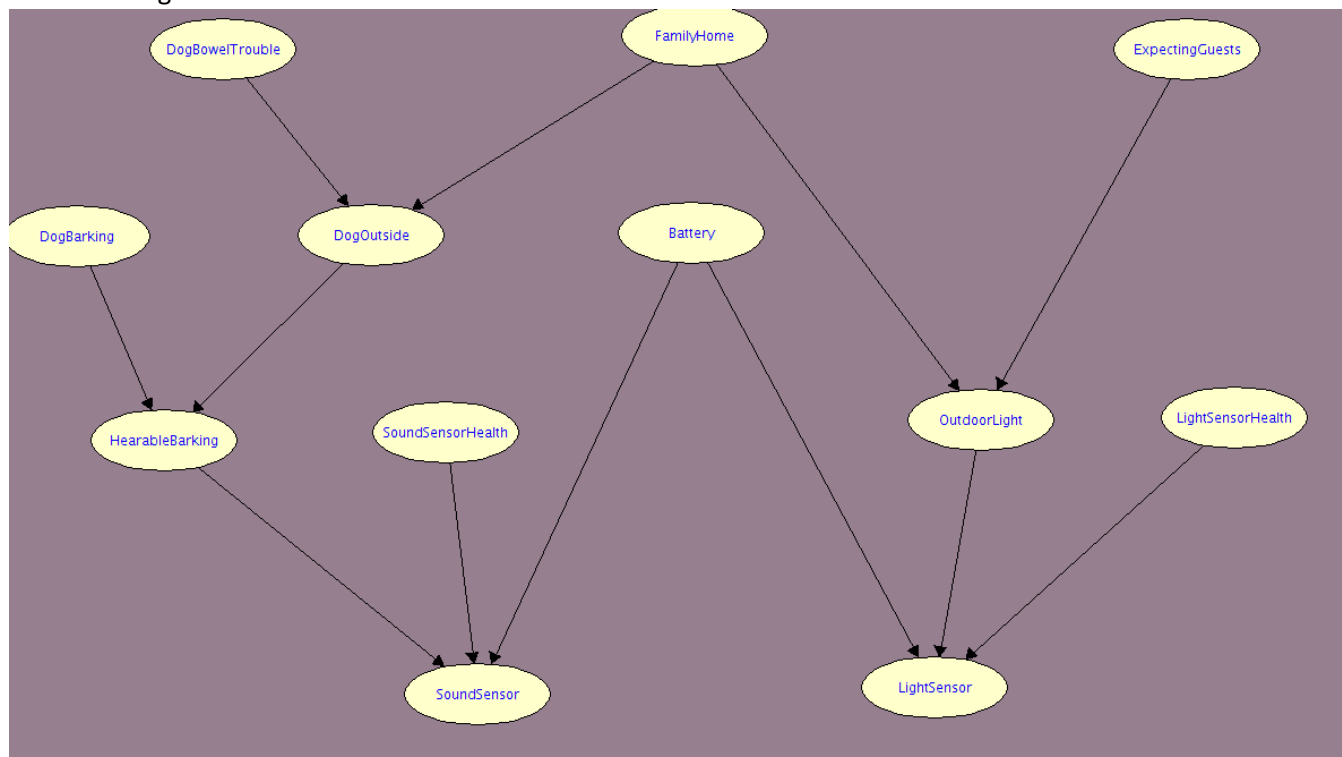 FamilyHome
DogBowelTrouble
ExpectingGuests
DogBarking
DogOutside
Battery
HearableBarking
SoundSensorHealth
OutdoorLight
LightSensorHealth
SoundSensor
LightSensor